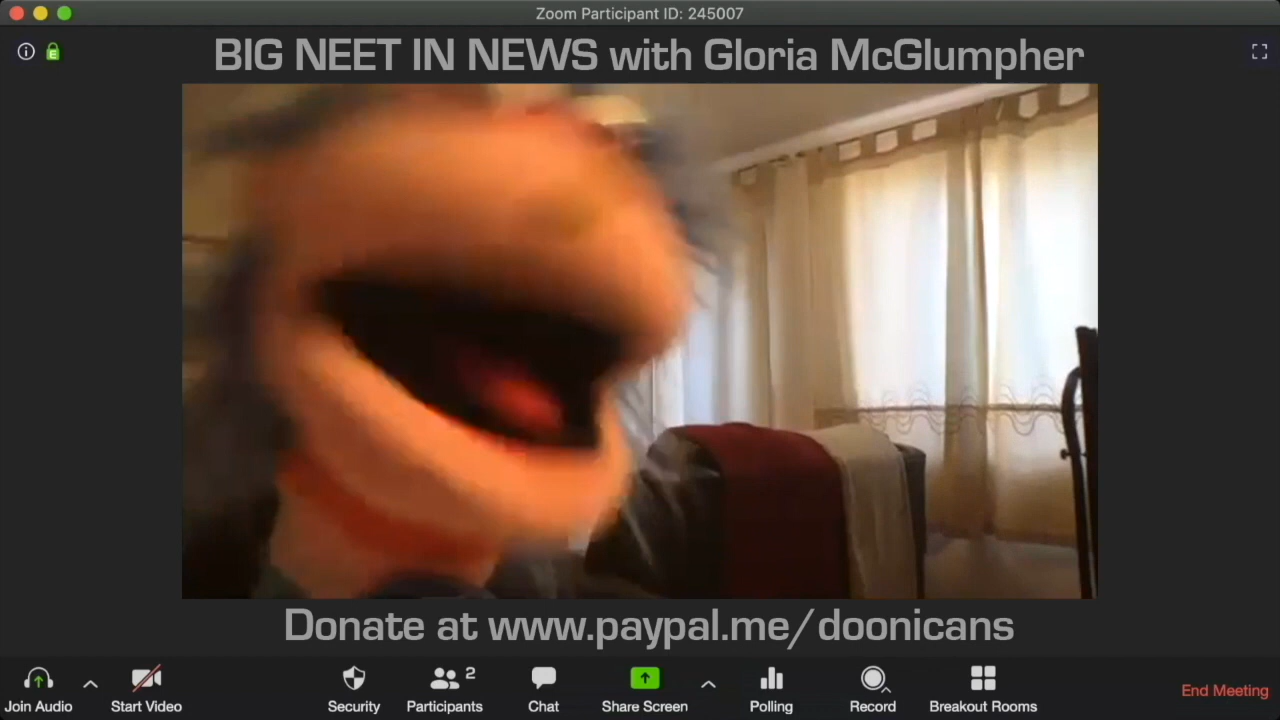 Zoom Participant ID: 245007
BIG NEET IN NEWS with Gloria McGlumpher
E
Donate at www.paypal.me/doonicans
2
Join Audio
Start Video
Security
Participants
Chat
Share Screen
Polling
Record
Breakout Rooms
End Meeting